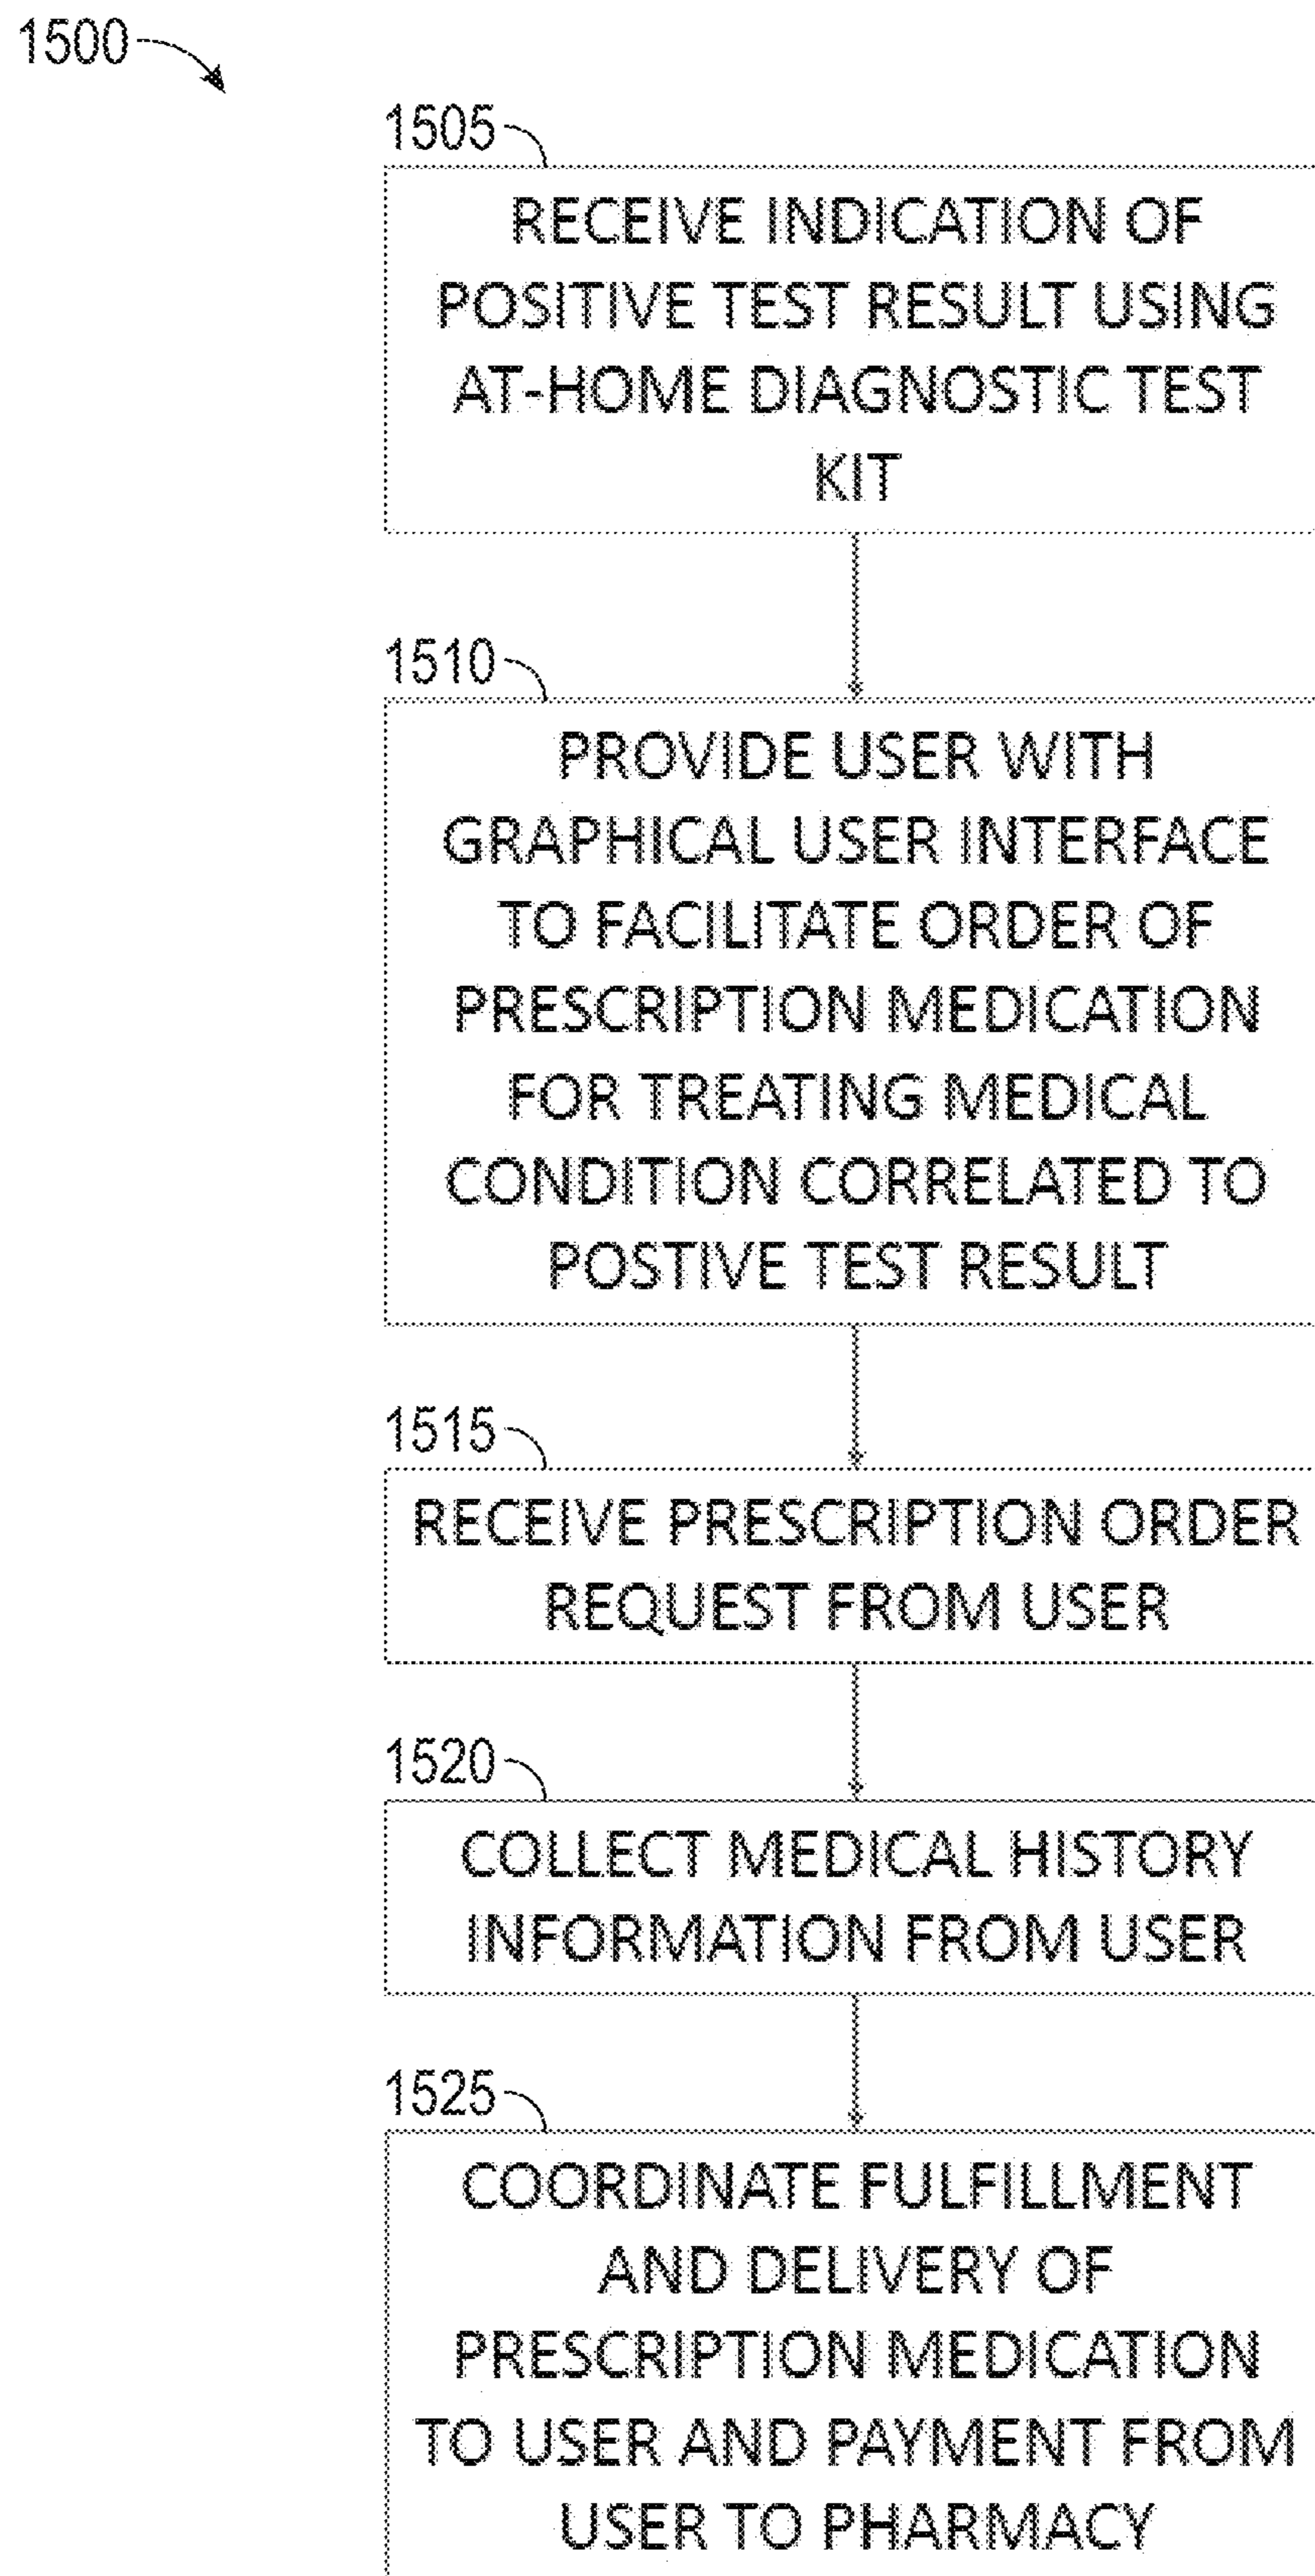 1500
1505
RECEIVE INDICATION OF
POSITIVE TEST RESULT USING
AT-HOME DIAGNOSTIC TEST
KIT
1510
PROVIDE USER WITH
GRAPHICAL USER INTERFACE
TO FACILITATE ORDER OF
PRESCRIPTION MEDICATION
FOR TREATING MEDICAL
CONDITION CORRELATED TO
POSTIVE TEST RESULT
1515
RECEIVE PRESCRIPTION ORDER
REQUEST FROM USER
1520
COLLECT MEDICAL HISTORY
INFORMATION FROM USER
1525
COORDINATE FULFILLMENT
AND DELIVERY OF
PRESCRIPTION MEDICATION
TO USER AND PAYMENT FROM
USER TO PHARMACY